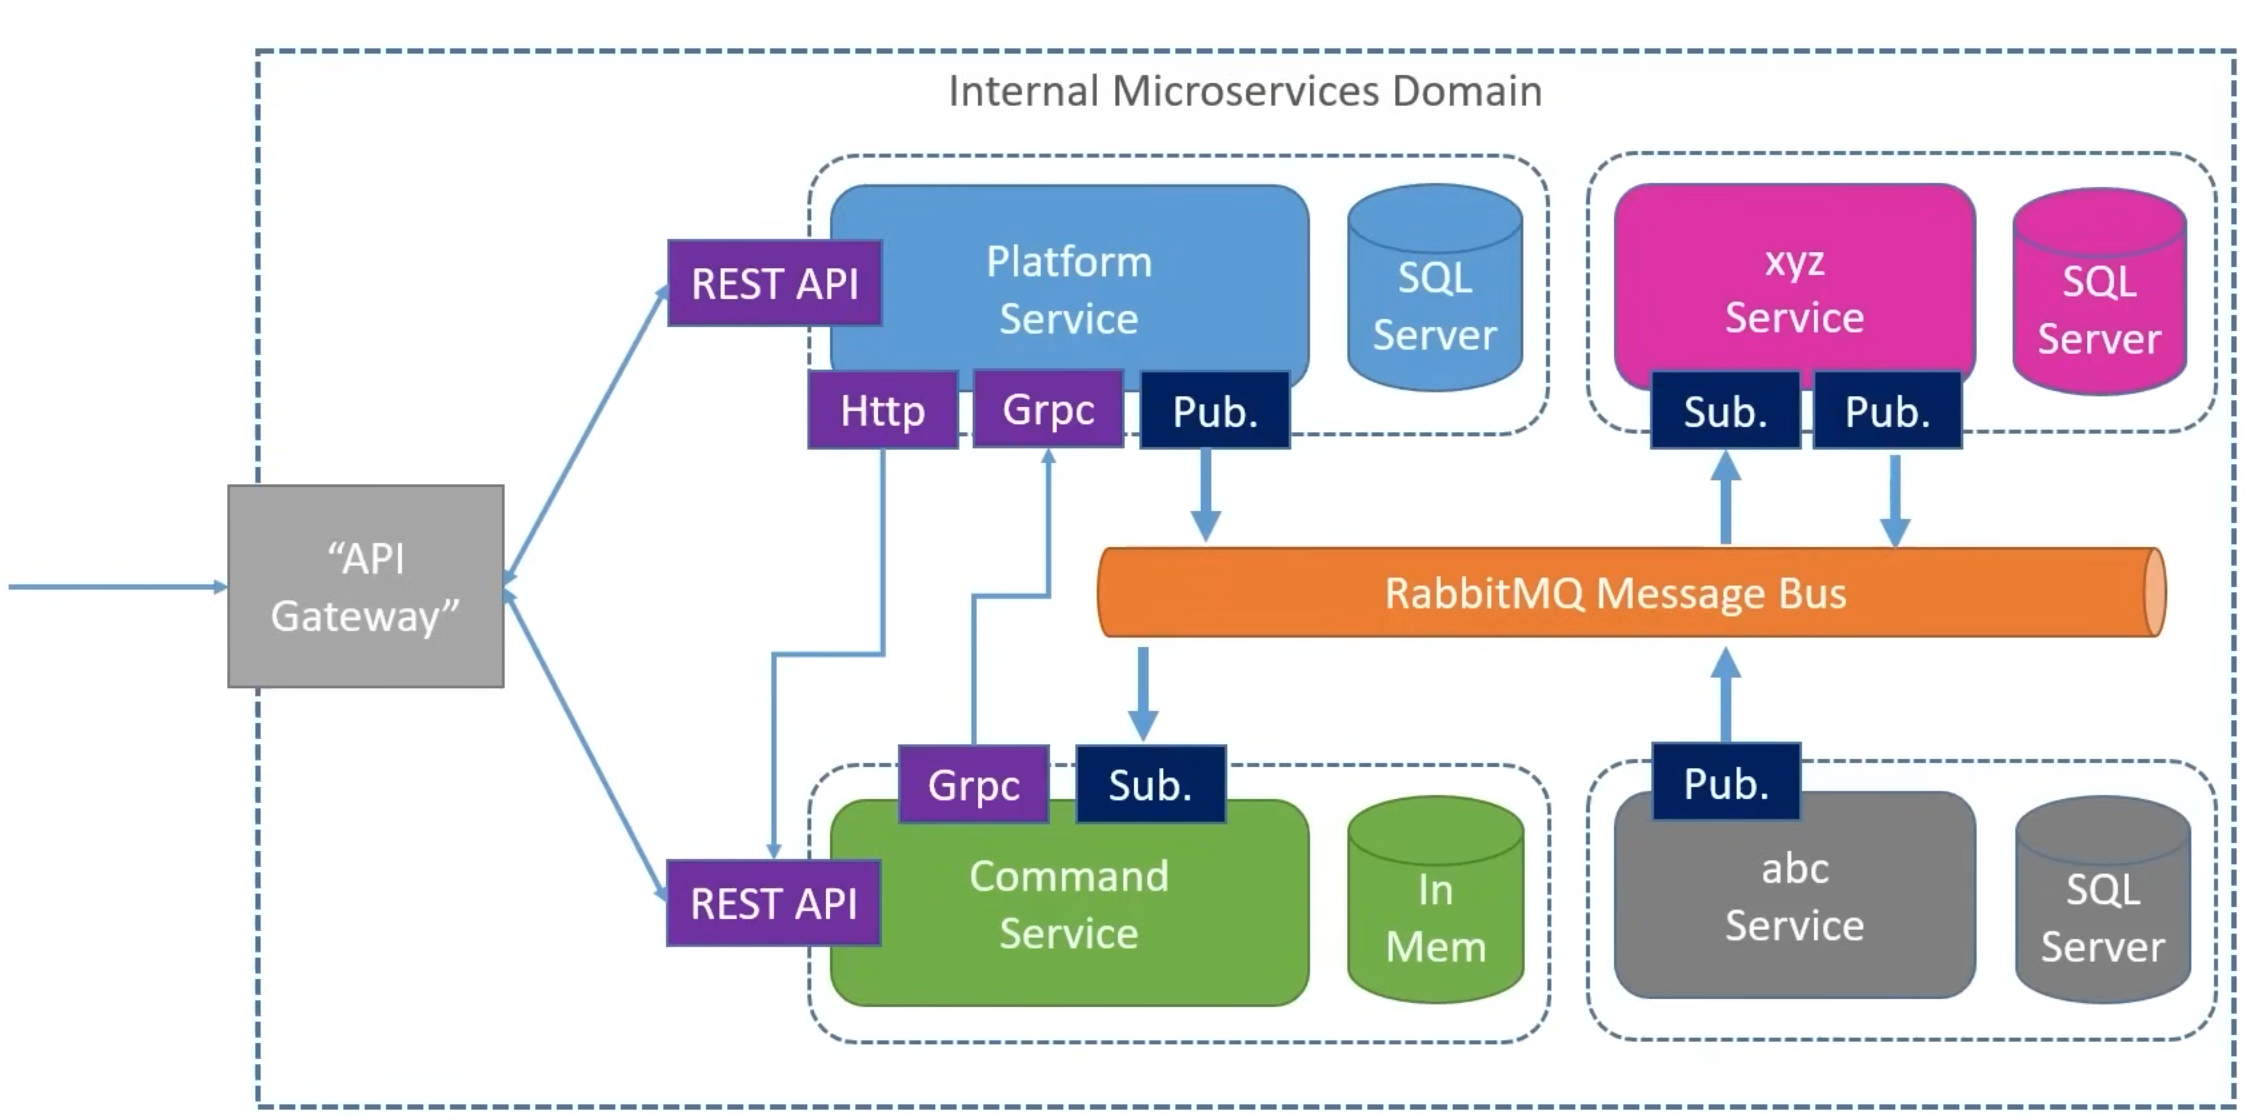 Internal Microservices Domain
REST API
Platform
Service
SQL
Server
Http
Grpc
Pub.
xyz
Service
SQL
Server
Sub.
Pub.
“API
Gateway”
RabbitMQ Message Bus
Grpc
Sub.
REST API
Command
Service
In
Mem
Pub.
abc
Service
SQL
Server